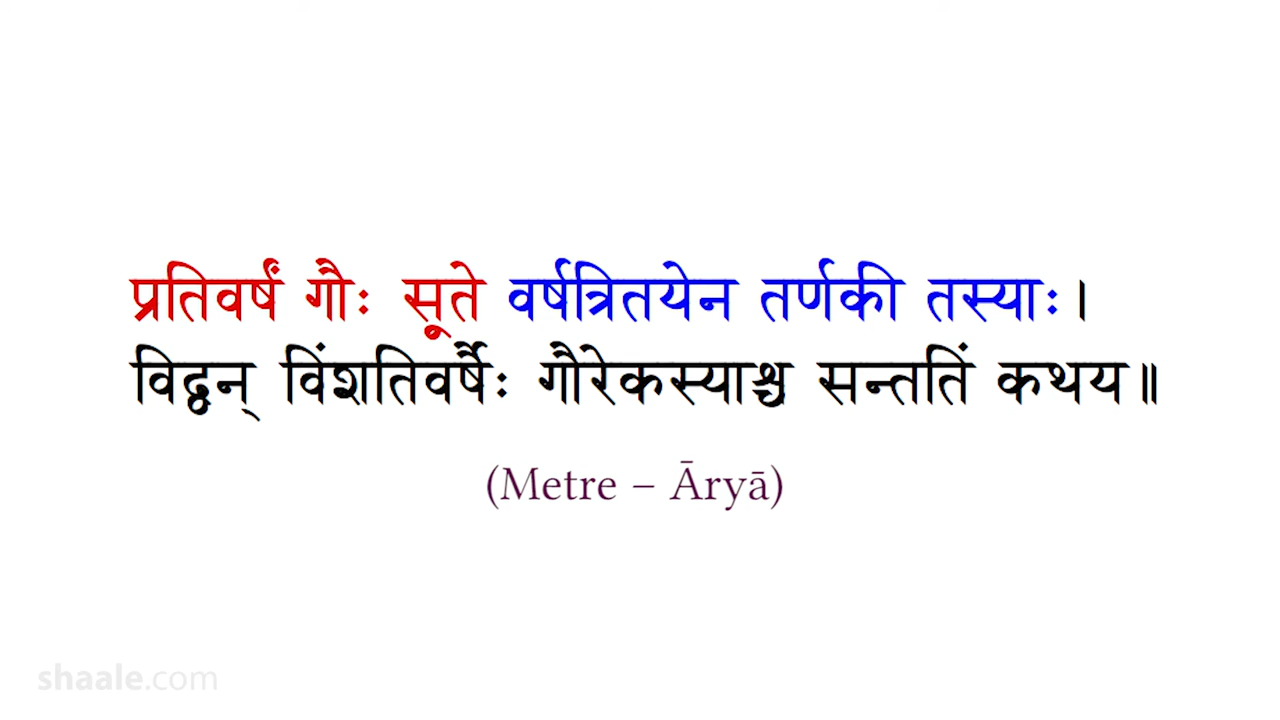 प्रतिवर्षं गौः सूते वर्षत्रितयेन तर्णकी तस्याः।
विद्वन् विंशतिवर्षैः गौरेकस्याश्च सन्ततिं कथय॥
(Metre – Āryā)
shaale.com